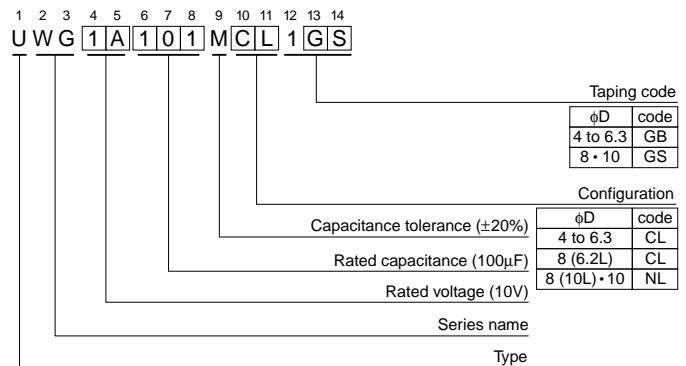 1 2 3 4 5 6 7 8 9 10 11 12 13 14
U W G 1 A 1 0 1 M C L 1 G S
Taping code
ϕD code
4 to 6.3 GB
8 • 10 GS
Configuration
ϕD code
4 to 6.3 CL
8 (6.2L) CL
8 (10L) • 10 NL
Capacitance tolerance (±20%)
Rated capacitance (100µF)
Rated voltage (10V)
Series name
Type